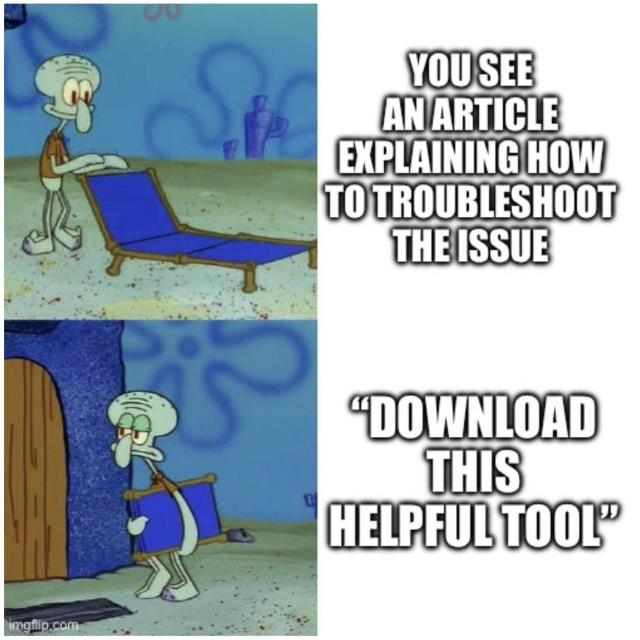 YOU SEE
AN ARTICLE
EXPLAINING HOW
TO TROUBLESHOOT
THE ISSUE
“DOWNLOAD
THIS
HELPFUL TOOL”
imgflip.com